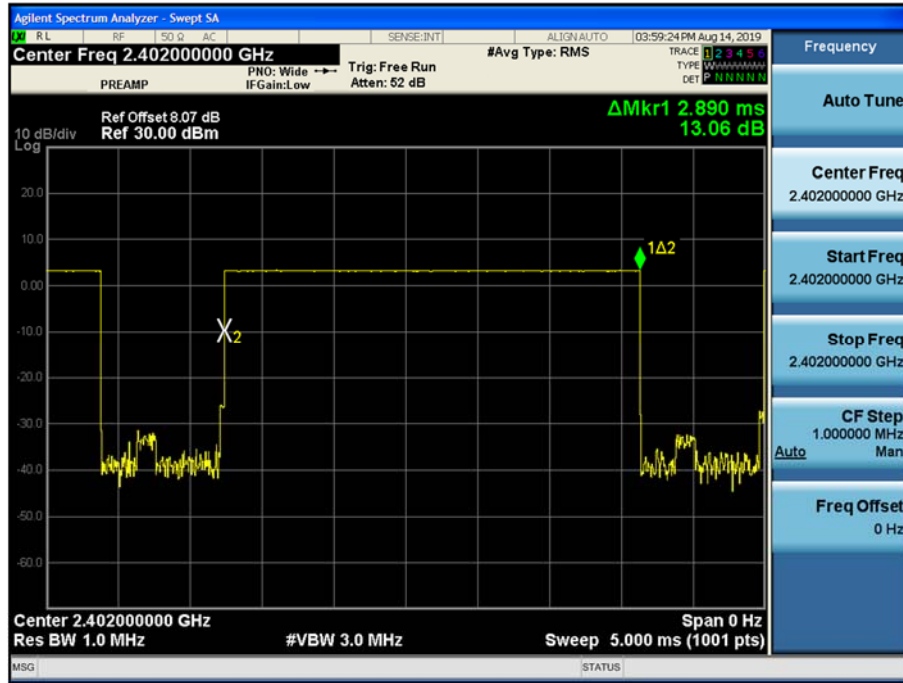 Agilent Spectrum Analyzer - Swept SA
LXI RL RF 50 Ω AC SENSE:INT ALIGN AUTO 03:59:24 PM Aug 14, 2019
Center Freq 2.402000000 GHz
#Avg Type: RMS
TRACE 1 2 3 4 5 6
TYPE WWWWWW
DET P N N N N N
PREAMP
PNO: Wide
IFGain:Low
Trig: Free Run
Atten: 52 dB
Frequency
Auto Tune
ΔMkr1 2.890 ms
13.06 dB
Ref Offset 8.07 dB
10 dB/div Ref 30.00 dBm
Log
20.0
10.0
0.00
-10.0
-20.0
-30.0
-40.0
-50.0
-60.0
1Δ2
X2
Center Freq
2.402000000 GHz
Start Freq
2.402000000 GHz
Stop Freq
2.402000000 GHz
CF Step
1.000000 MHz
Auto Man
Freq Offset
0 Hz
Center 2.402000000 GHz Span 0 Hz
Res BW 1.0 MHz #VBW 3.0 MHz Sweep 5.000 ms (1001 pts)
MSG STATUS